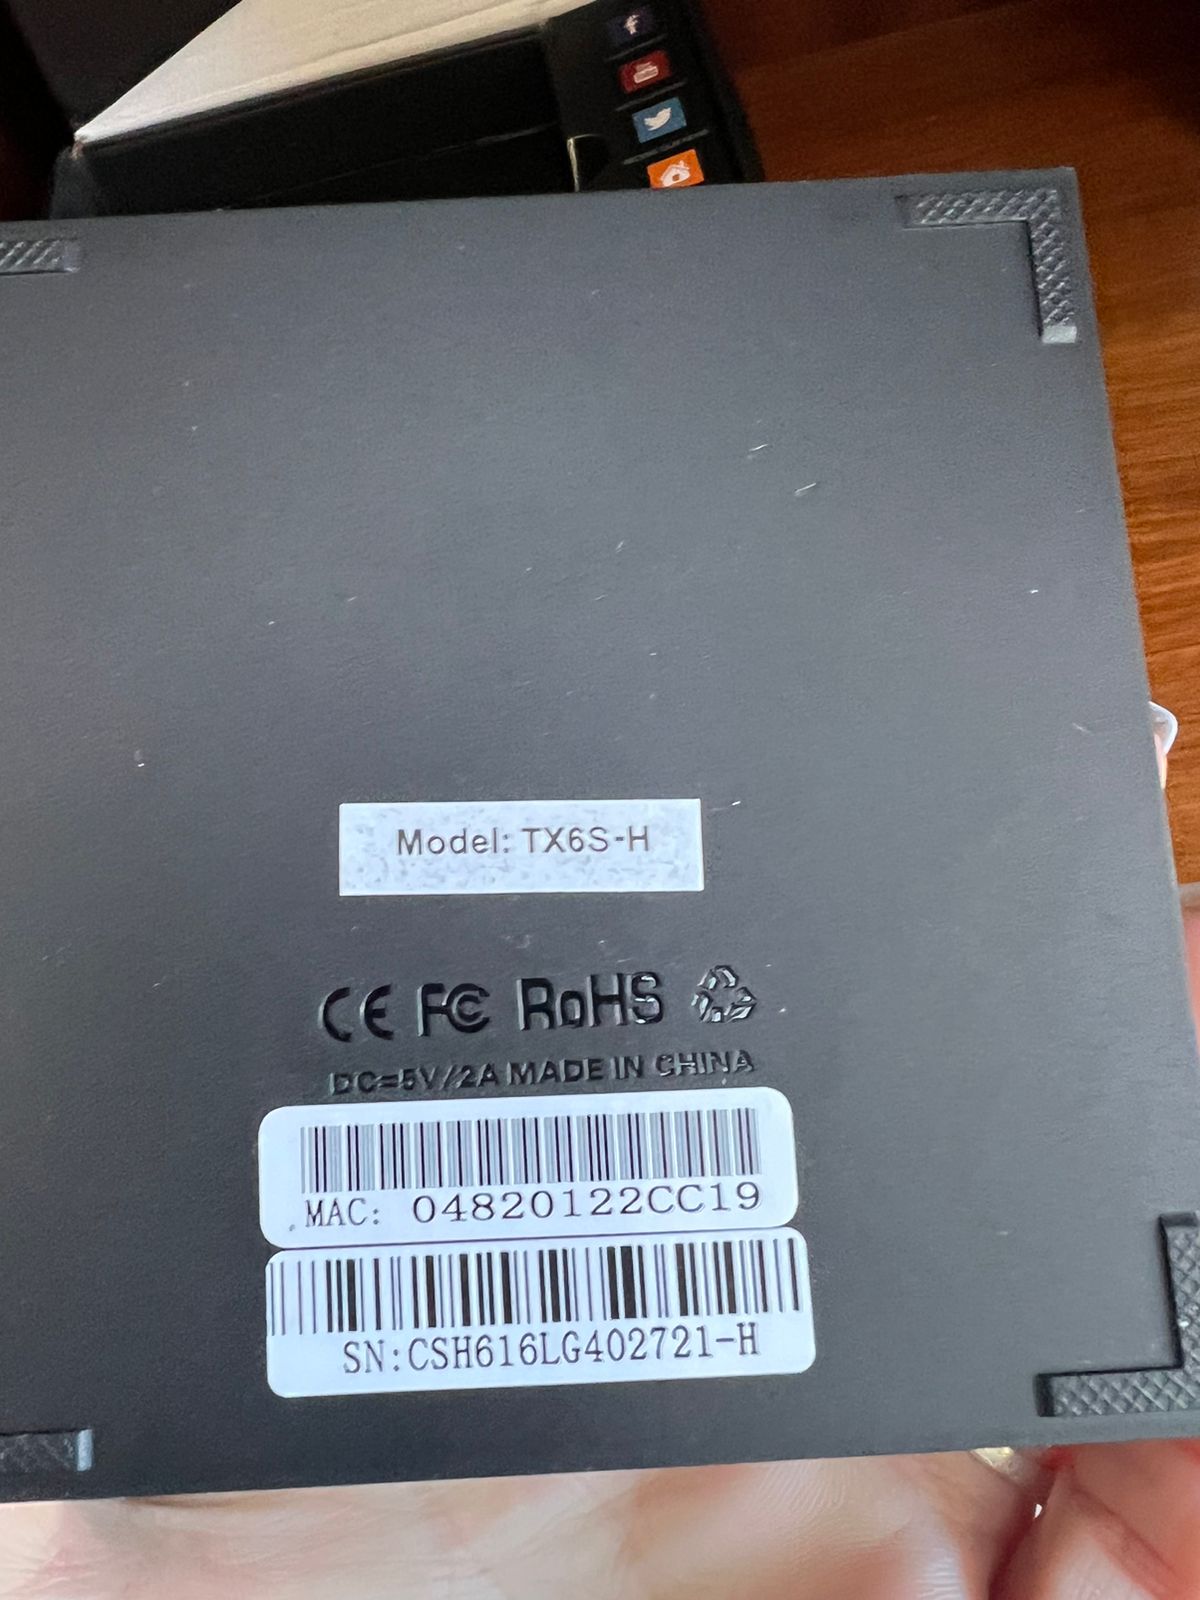 Model: TX6S-H
CE FC RoHS
DC=5V/2A MADE IN CHINA
MAC: 04820122CC19
SN:CSH616LG402721-H